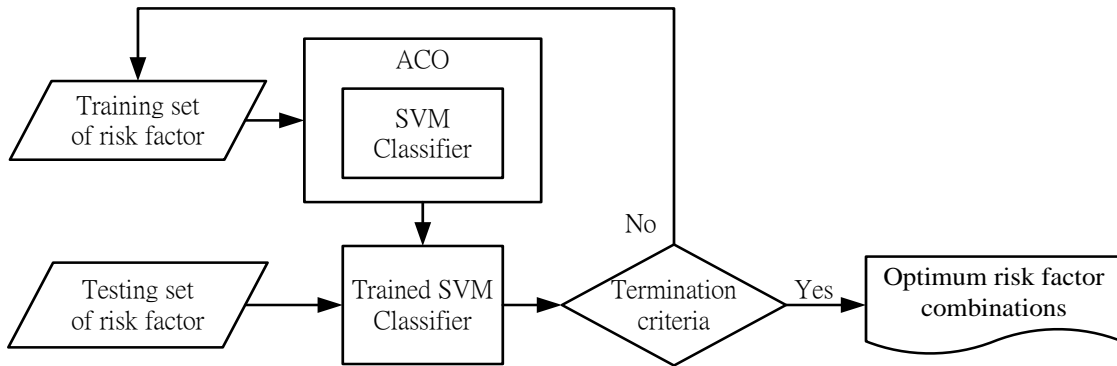 ACO
Training set
of risk factor
SVM
Classifier
No
Testing set
of risk factor
Trained SVM
Classifier
Termination
criteria
Yes
Optimum risk factor
combinations